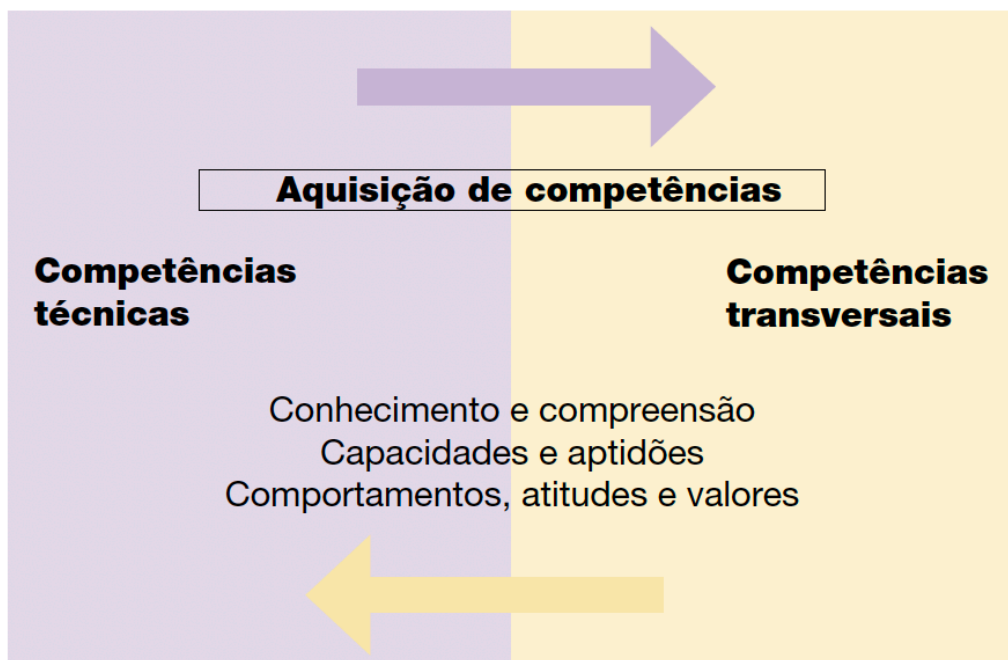 Aquisição de competências
Competências
técnicas
Competências
transversais
Conhecimento e compreensão
Capacidades e aptidões
Comportamentos, atitudes e valores